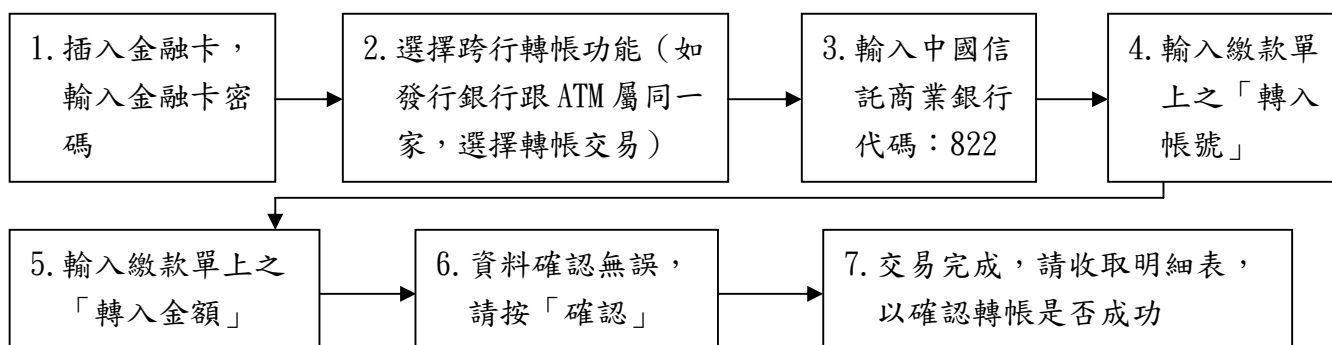 1.插入金融卡，
輸入金融卡密
碼
2.選擇跨行轉帳功能（如
發行銀行跟 ATM 屬同一
家，選擇轉帳交易）
3.輸入中國信
託商業銀行
代碼：822
4.輸入繳款單
上之「轉入
帳號」
5.輸入繳款單上之
「轉入金額」
6.資料確認無誤，
請按「確認」
7.交易完成，請收取明細表，
以確認轉帳是否成功